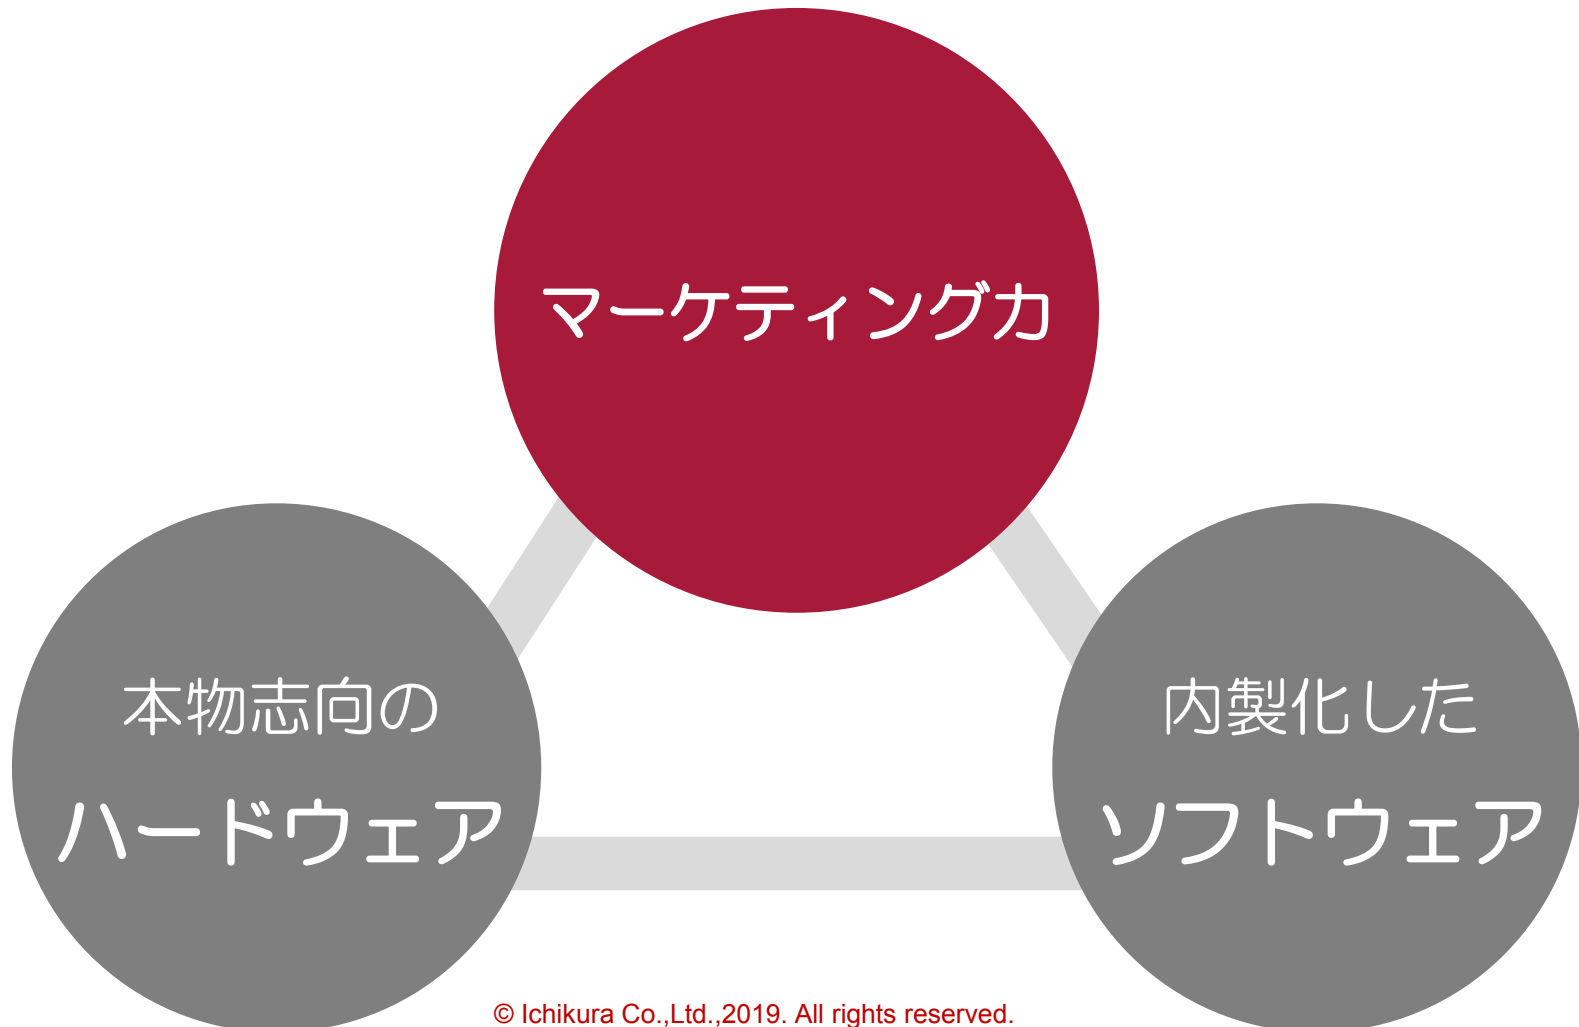 マーケティング力
本物志向の
ハードウェア
内製化した
ソフトウェア
© Ichikura Co.,Ltd.,2019. All rights reserved.